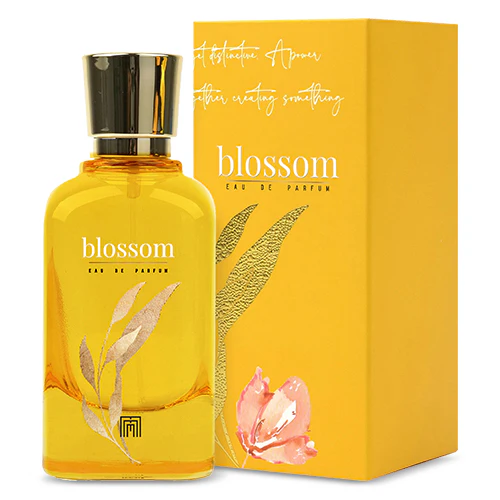 distinctive. A power
creating something
blossom
EAU DE PARFUM
blossom
EAU DE PARFUM